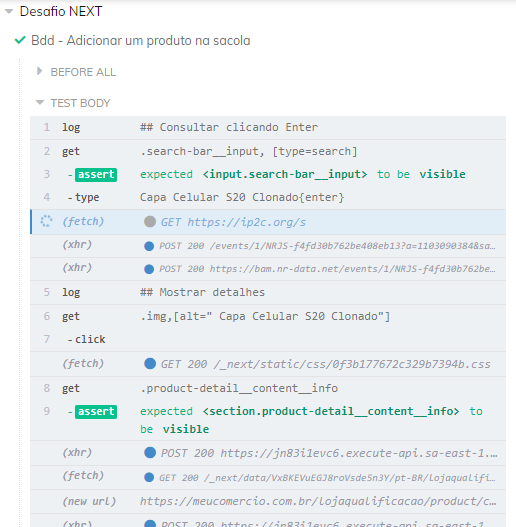 Desafio NEXT
Bdd - Adicionar um produto na sacola
BEFORE ALL
TEST BODY
1 log ## Consultar clicando Enter
2 get .search-bar__input, [type=search]
3 -assert expected <input.search-bar__input> to be visible
4 -type Capa Celular S20 Clonado{enter}
(fetch) GET https://ip2c.org/s
(xhr) POST 200 /events/1/NRJS-f4fd30b762be408eb13?a=1103090384&sa...
(xhr) POST 200 https://bam.nr-data.net/events/1/NRJS-f4fd30b762be...
5 log ## Mostrar detalhes
6 get .img,[alt=" Capa Celular S20 Clonado"]
7 -click
(fetch) GET 200 /_next/static/css/0f3b177672c329b7394b.css
8 get .product-detail__content__info
9 -assert expected <section.product-detail__content__info> to
be visible
(xhr) POST 200 https://jn83i1evc6.execute-api.sa-east-1....
(fetch) GET 200 /_next/data/VxBKEVuEGJ8roVsdeSn3Y/pt-BR/lojaqualifi...
(new url) https://meucomercio.com.br/lojaqualificacao/product/c...
(xhr) POST 200 https://jn83i1evc6.execute-api.sa-east-1....